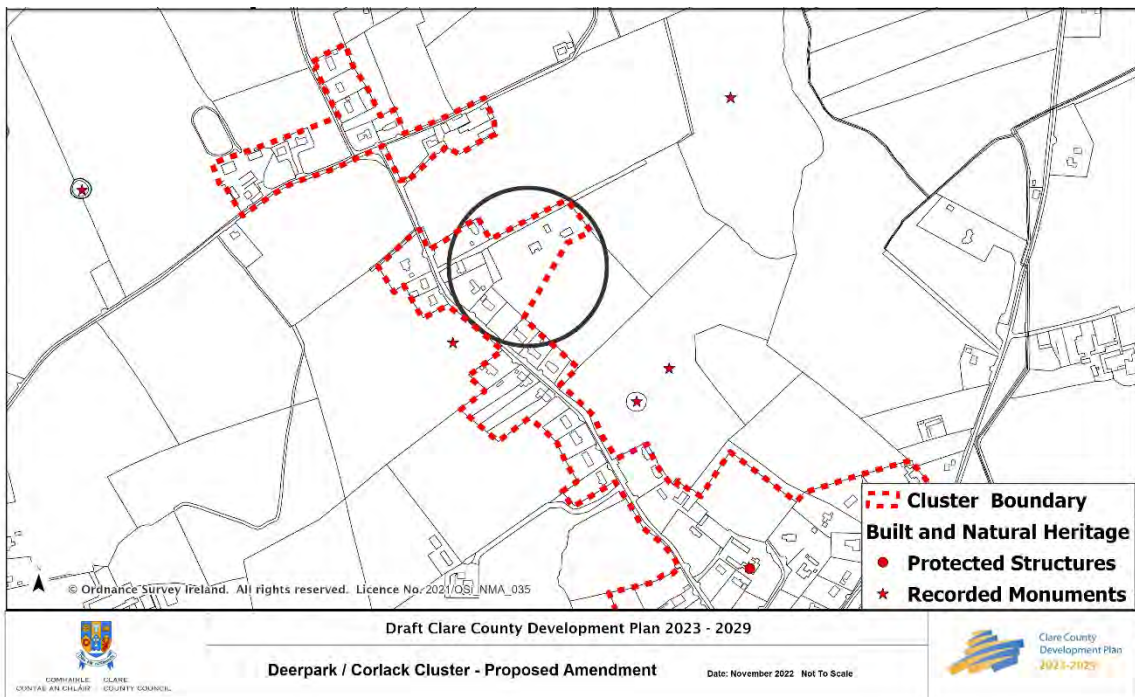 Cluster Boundary
Built and Natural Heritage
Protected Structures
Recorded Monuments
© Ordnance Survey Ireland. All rights reserved. Licence No. 2021/OSI_NMA_035
Draft Clare County Development Plan 2023 - 2029
Deerpark / Corlack Cluster - Proposed Amendment
Date: November 2022 Not To Scale
COMHAIRLE CLARE
CONTAE AN CHLÁIR COUNTY COUNCIL
Clare County
Development Plan
2023-2029